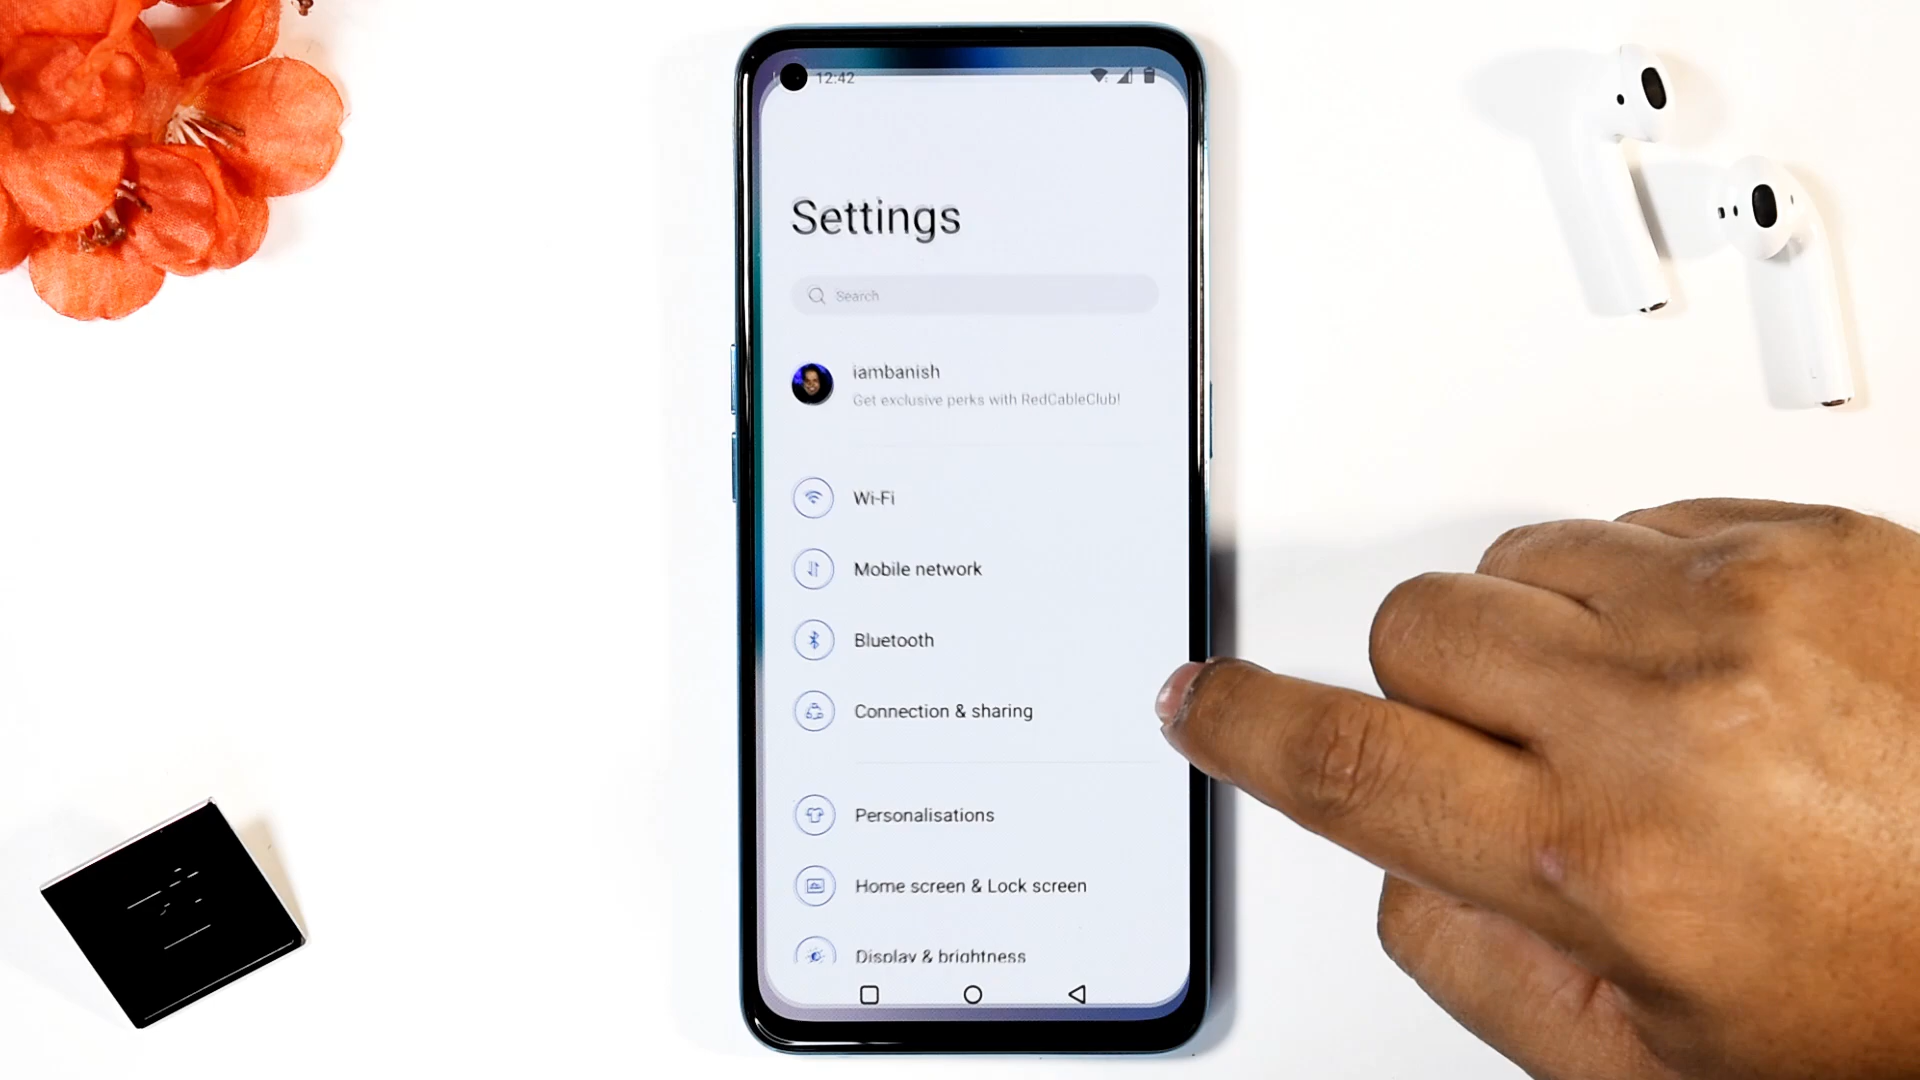 12:42
Settings
Search
iambanish
Get exclusive perks with RedCableClub!
Wi-Fi
Mobile network
Bluetooth
Connection & sharing
Personalisations
Home screen & Lock screen
Display & brightness